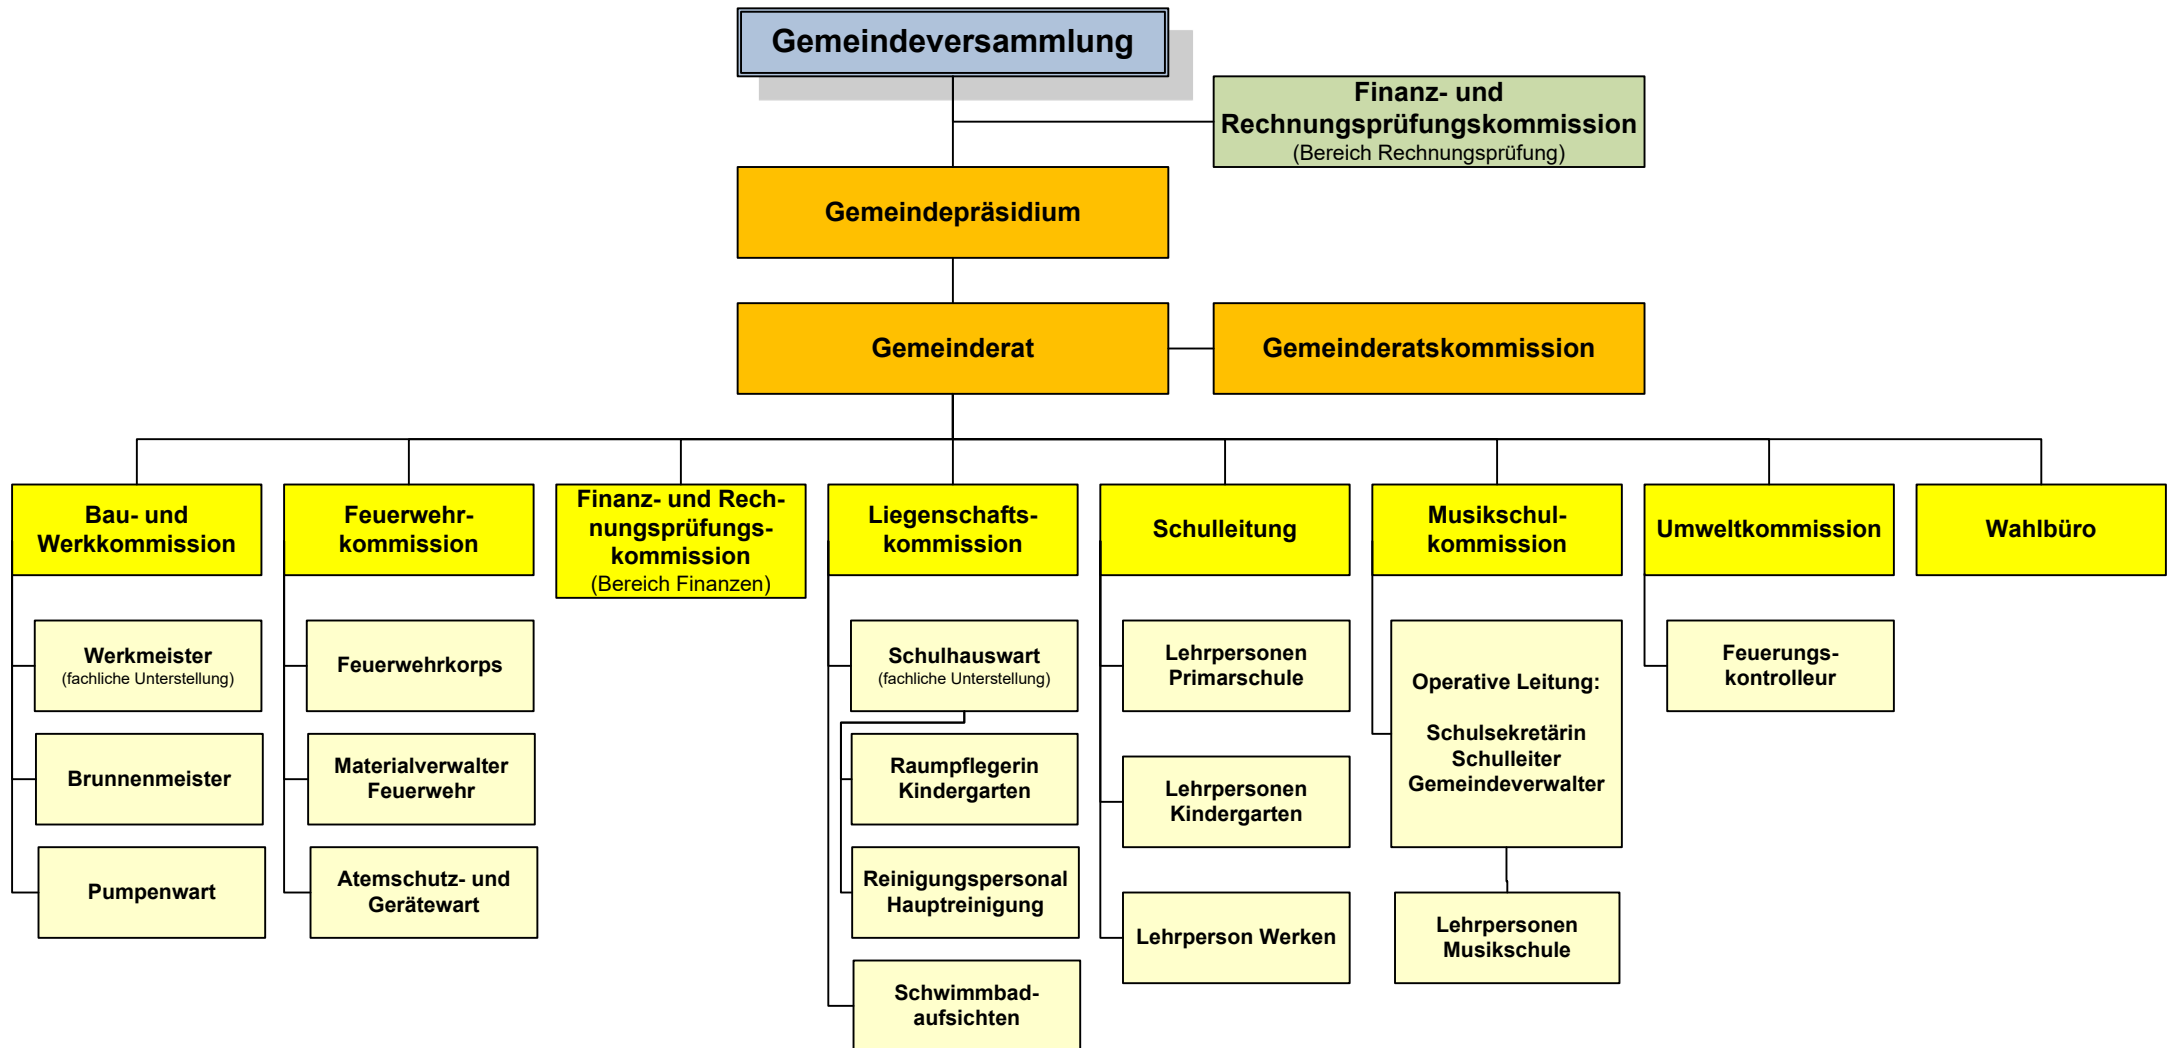 Gemeindeversammlung
Finanz- und
Rechnungsprüfungskommission
(Bereich Rechnungsprüfung)
Gemeindepräsidium
Gemeinderat
Gemeinderatskommission
Bau- und
Werkkommission
Feuerwehr-
kommission
Finanz- und Rech-
nungsprüfungs-
kommission
(Bereich Finanzen)
Liegenschafts-
kommission
Schulleitung
Musikschul-
kommission
Umweltkommission
Wahlbüro
Werkmeister
(fachliche Unterstellung)
Brunnenmeister
Pumpenwart
Feuerwehrkorps
Materialverwalter
Feuerwehr
Atemschutz- und
Gerätewart
Schulhauswart
(fachliche Unterstellung)
Raumpflegerin
Kindergarten
Reinigungspersonal
Hauptreinigung
Schwimmbad-
aufsichten
Lehrpersonen
Primarschule
Lehrpersonen
Kindergarten
Lehrperson Werken
Operative Leitung:
Schulsekretärin
Schulleiter
Gemeindeverwalter
Lehrpersonen
Musikschule
Feuerungs-
kontrolleur